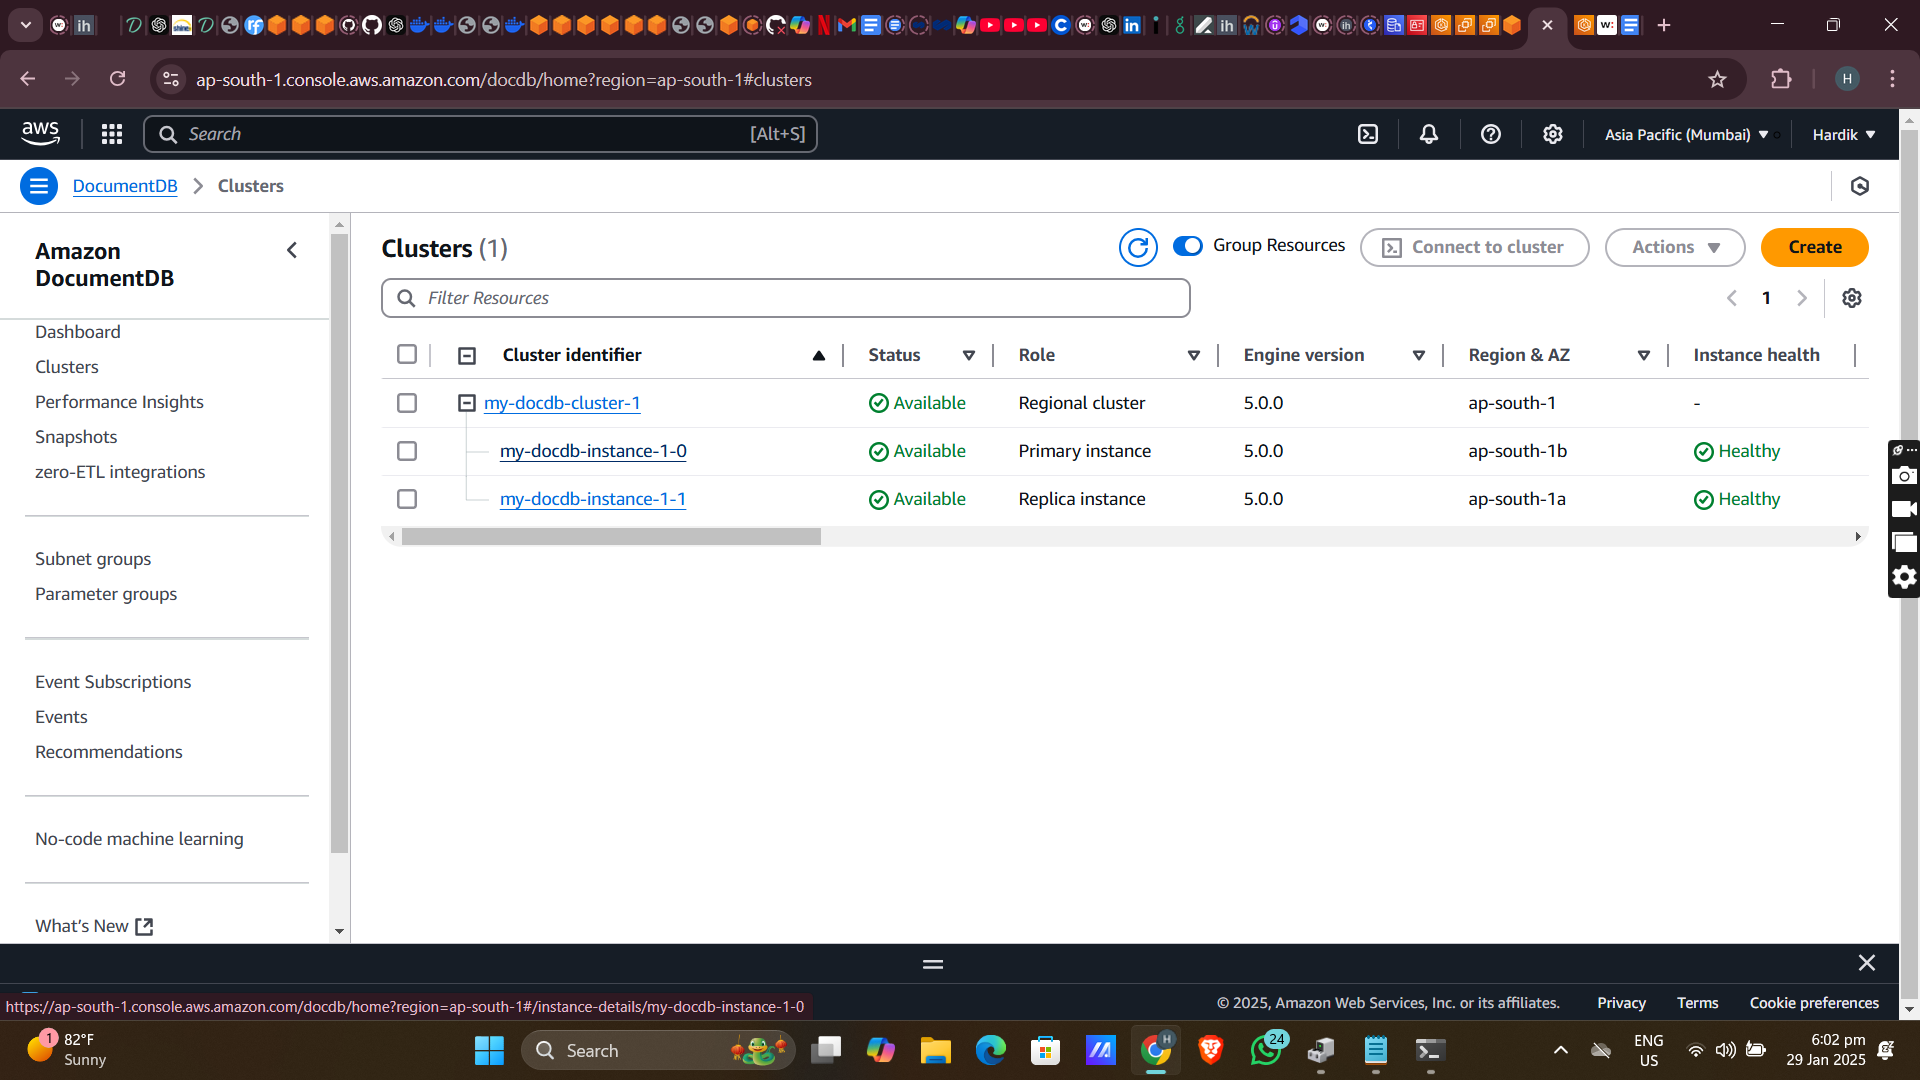 ap-south-1.console.aws.amazon.com/docdb/home?region=ap-south-1#clusters
H
aws
Search
[Alt+S]
Asia Pacific (Mumbai)
Hardik
DocumentDB
Clusters
Amazon
DocumentDB
Dashboard
Clusters
Performance Insights
Snapshots
zero-ETL integrations
Subnet groups
Parameter groups
Event Subscriptions
Events
Recommendations
No-code machine learning
What's New
Clusters (1)
Group Resources
Connect to cluster
Actions
Create
Filter Resources
1
Cluster identifier Status Role Engine version Region & AZ Instance health
my-docdb-cluster-1 Available Regional cluster 5.0.0 ap-south-1 -
my-docdb-instance-1-0 Available Primary instance 5.0.0 ap-south-1b Healthy
my-docdb-instance-1-1 Available Replica instance 5.0.0 ap-south-1a Healthy
https://ap-south-1.console.aws.amazon.com/docdb/home?region=ap-south-1#/instance-details/my-docdb-instance-1-0
© 2025, Amazon Web Services, Inc. or its affiliates.
Privacy
Terms
Cookie preferences
1
82°F
Sunny
Search
H
24
ENG
US
6:02 pm
29 Jan 2025